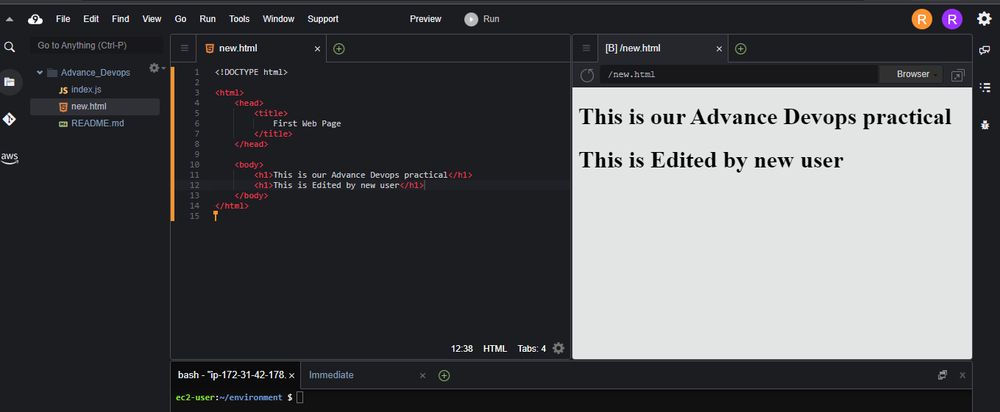 9 File Edit Find View Go Run Tools Window Support Preview Run R R
Go to Anything (Ctrl-P)
Advance_Devops
JS index.js
5 new.html
README.md
aws
5 new.html × +
1 <!DOCTYPE html>
2
3 <html>
4 <head>
5 <title>
6 First Web Page
7 </title>
8 </head>
9
10 <body>
11 <h1>This is our Advance Devops practical</h1>
12 <h1>This is Edited by new user</h1>
13 </body>
14 </html>
15
12:38 HTML Tabs: 4
[B] /new.html × +
/new.html Browser
This is our Advance Devops practical
This is Edited by new user
bash - "ip-172-31-42-178. × Immediate × +
ec2-user:~/environment $